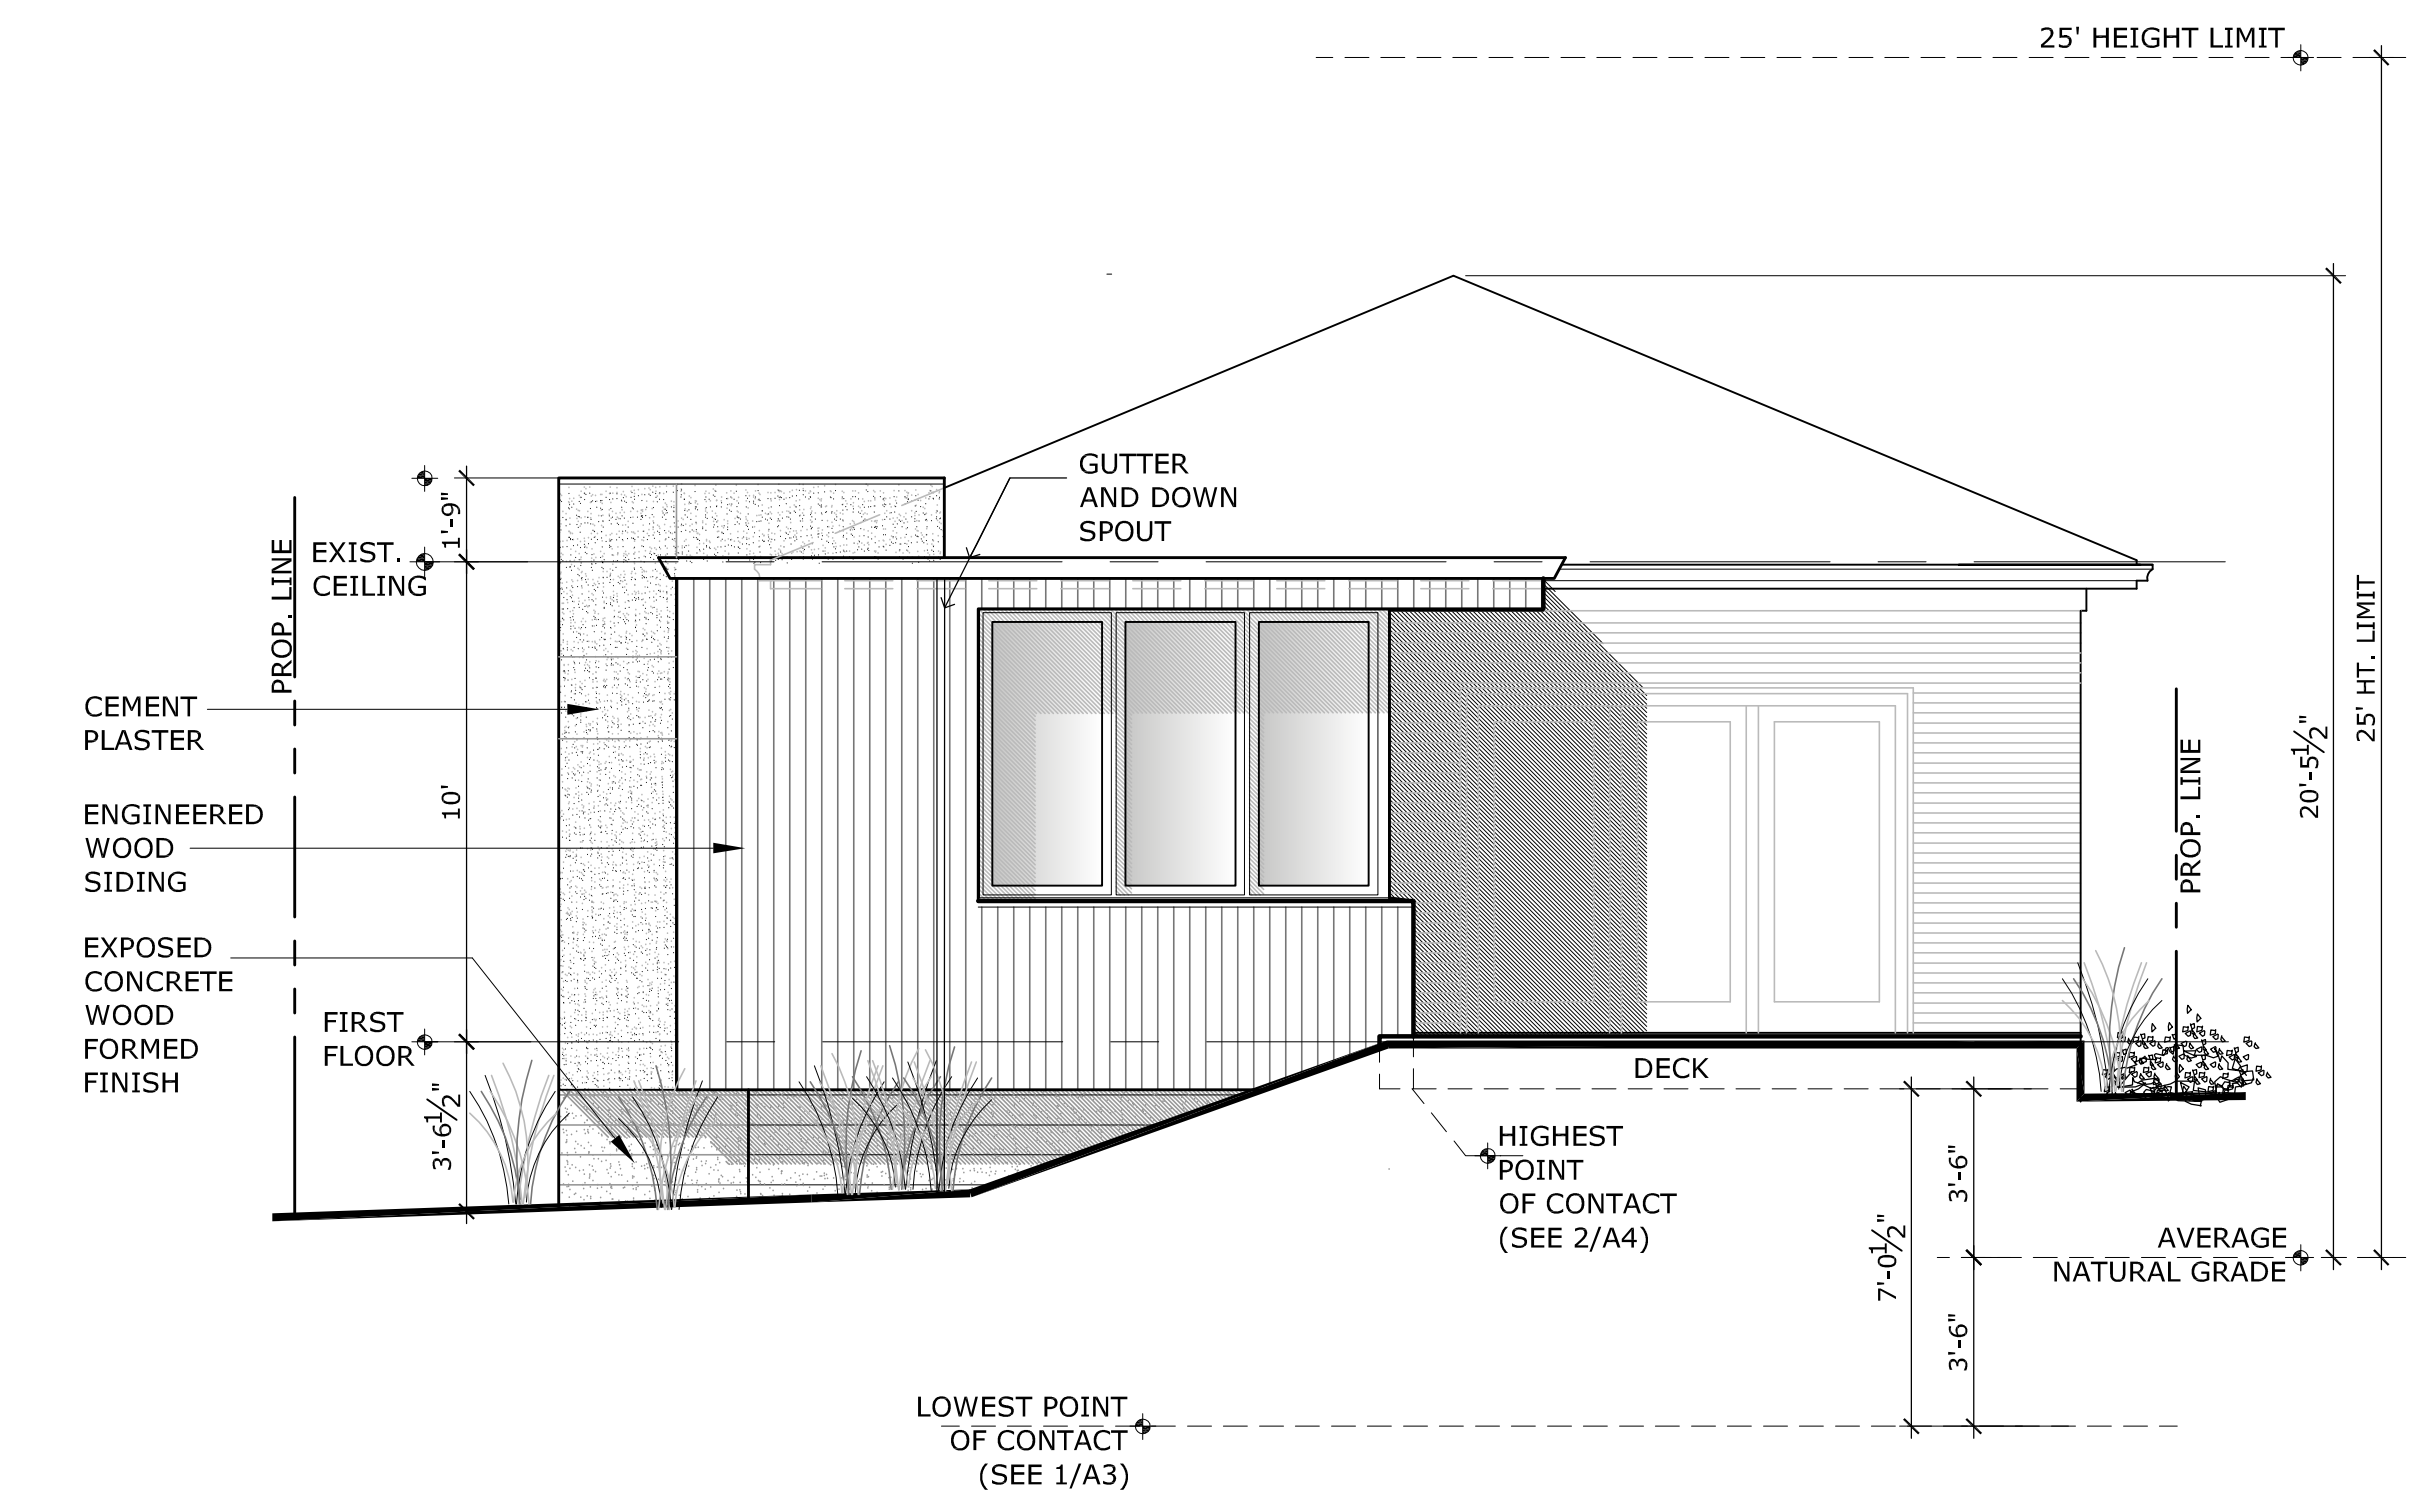 25' HEIGHT LIMIT
GUTTER
AND DOWN
SPOUT
1'-9"
EXIST.
CEILING
PROP. LINE
25' HT. LIMIT
CEMENT
PLASTER
20'-5½"
PROP. LINE
10'
ENGINEERED
WOOD
SIDING
EXPOSED
CONCRETE
WOOD
FORMED
FINISH
FIRST
FLOOR
DECK
3'-6½"
HIGHEST
POINT
OF CONTACT
(SEE 2/A4)
3'-6"
7'-0½"
AVERAGE
NATURAL GRADE
3'-6"
LOWEST POINT
OF CONTACT
(SEE 1/A3)